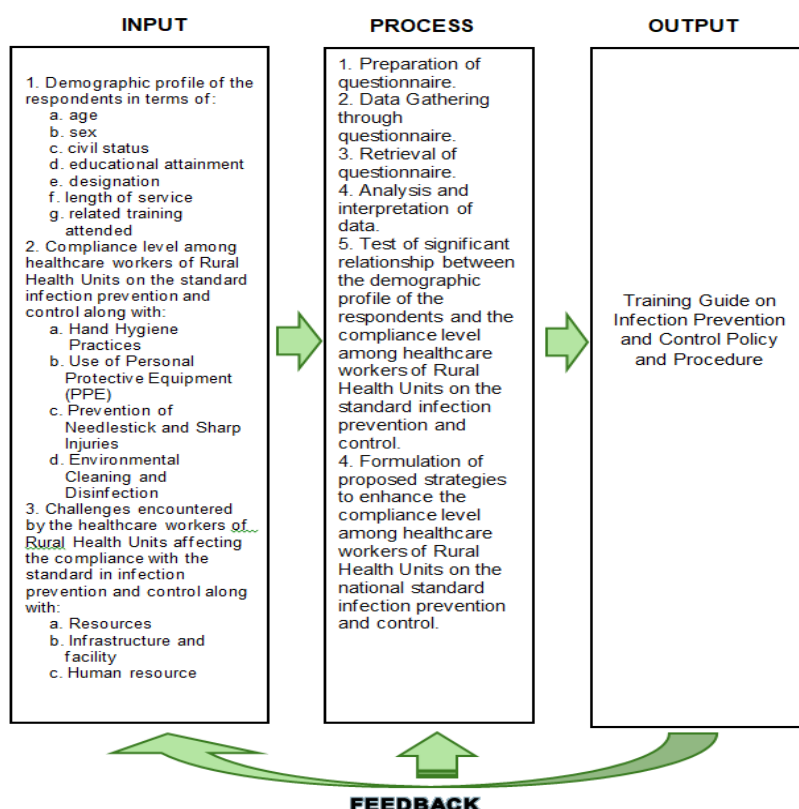 INPUT
1. Demographic profile of the
respondents in terms of:
a. age
b. sex
c. civil status
d. educational attainment
e. designation
f. length of service
g. related training
attended
2. Compliance level among
healthcare workers of Rural
Health Units on the standard
infection prevention and
control along with:
a. Hand Hygiene
Practices
b. Use of Personal
Protective Equipment
(PPE)
c. Prevention of
Needlestick and Sharp
Injuries
d. Environmental
Cleaning and
Disinfection
3. Challenges encountered
by the healthcare workers of
Rural Health Units affecting
the compliance with the
standard in infection
prevention and control along
with:
a. Resources
b. Infrastructure and
facility
c. Human resource
PROCESS
1. Preparation of
questionnaire.
2. Data Gathering
through
questionnaire.
3. Retrieval of
questionnaire.
4. Analysis and
interpretation of
data.
5. Test of significant
relationship between
the demographic
profile of the
respondents and the
compliance level
among healthcare
workers of Rural
Health Units on the
standard infection
prevention and
control.
4. Formulation of
proposed strategies
to enhance the
compliance level
among healthcare
workers of Rural
Health Units on the
national standard
infection prevention
and control.
OUTPUT
Training Guide on
Infection Prevention
and Control Policy
and Procedure
FEEDBACK